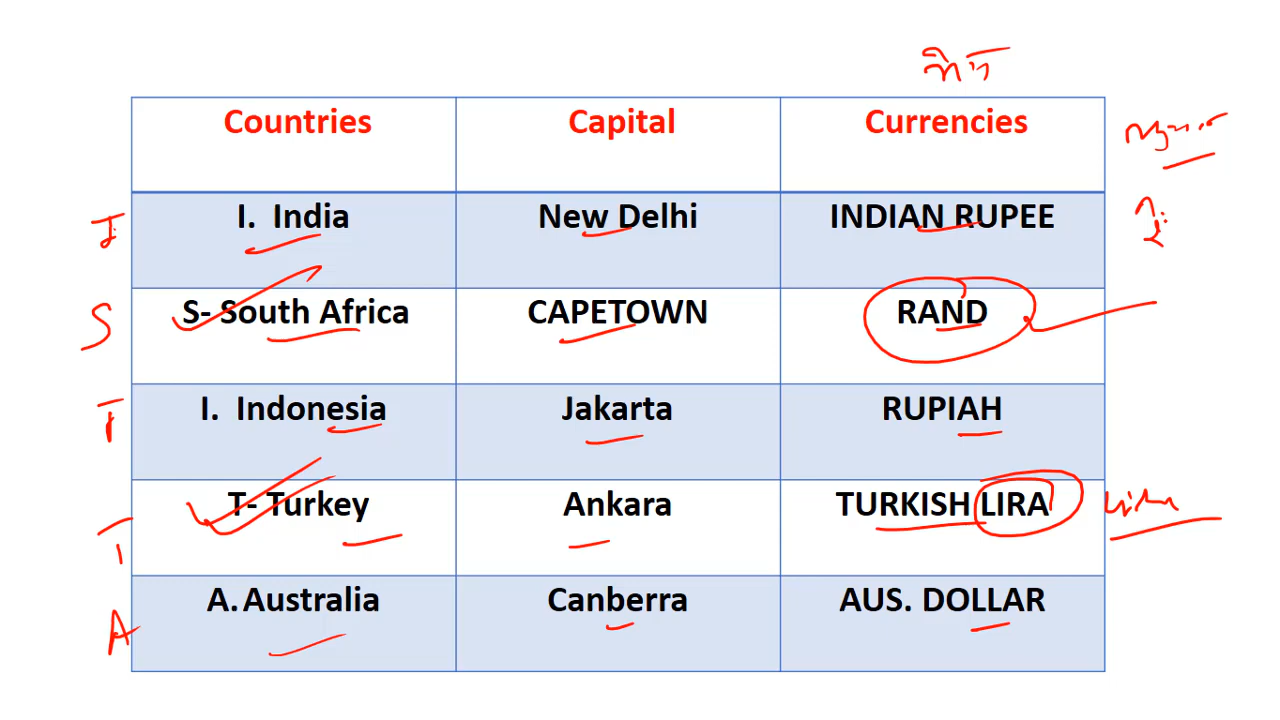 Countries Capital Currencies
I I. India New Delhi INDIAN RUPEE
S S- South Africa CAPETOWN RAND
I I. Indonesia Jakarta RUPIAH
T T- Turkey Ankara TURKISH LIRA
A A. Australia Canberra AUS. DOLLAR